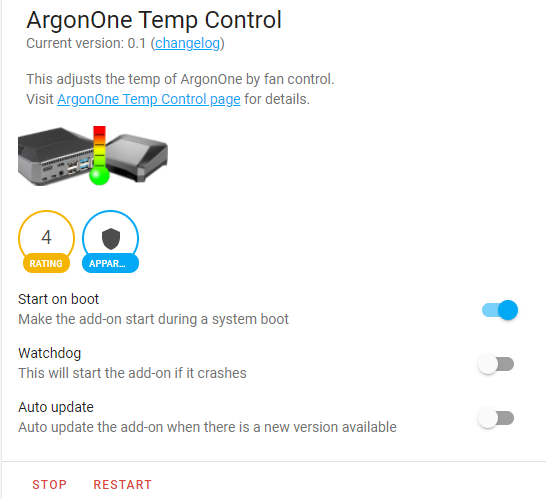 ArgonOne Temp Control
Current version: 0.1 (changelog)
This adjusts the temp of ArgonOne by fan control.
Visit ArgonOne Temp Control page for details.
4
RATING
APPAR...
Start on boot
Make the add-on start during a system boot
Watchdog
This will start the add-on if it crashes
Auto update
Auto update the add-on when there is a new version available
STOP RESTART